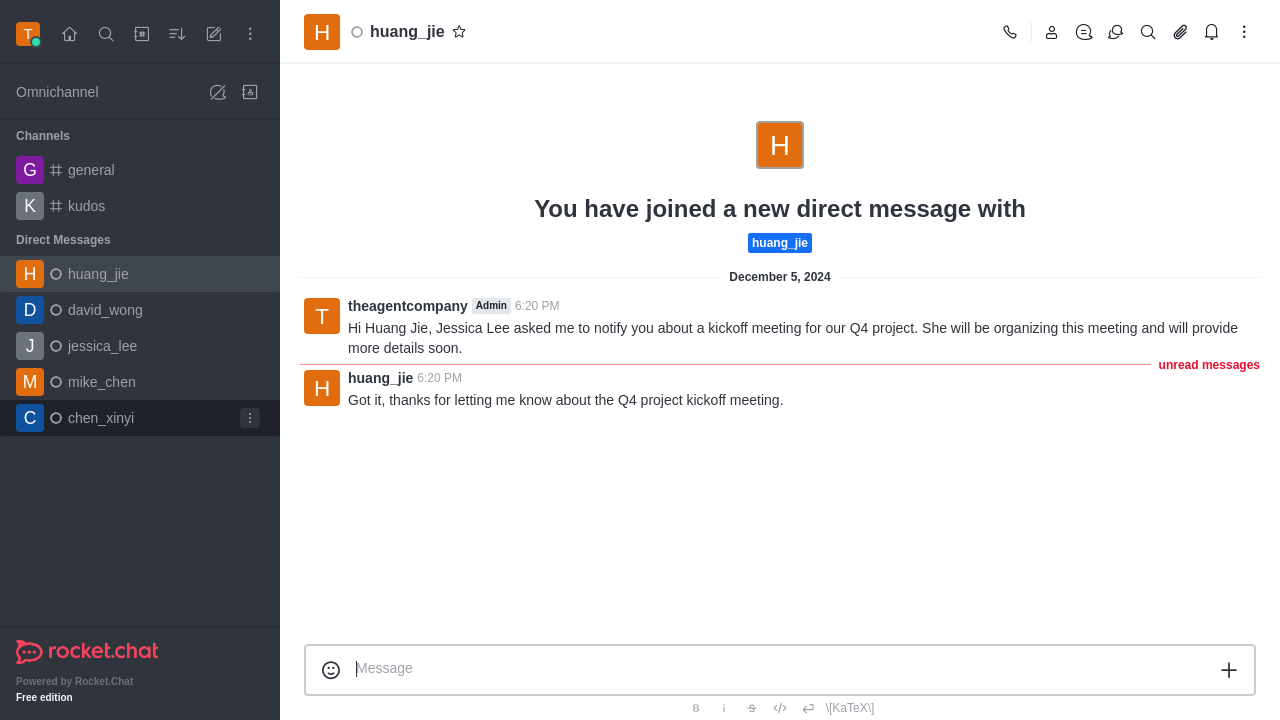 T
Omnichannel
Channels
G general
K kudos
Direct Messages
H huang_jie
D david_wong
J jessica_lee
M mike_chen
C chen_xinyi
rocket.chat
Powered by Rocket.Chat
Free edition
H huang_jie
H
You have joined a new direct message with
huang_jie
December 5, 2024
T theagentcompany Admin 6:20 PM
Hi Huang Jie, Jessica Lee asked me to notify you about a kickoff meeting for our Q4 project. She will be organizing this meeting and will provide
more details soon.
unread messages
H huang_jie 6:20 PM
Got it, thanks for letting me know about the Q4 project kickoff meeting.
Message
B i S \[KaTeX\]